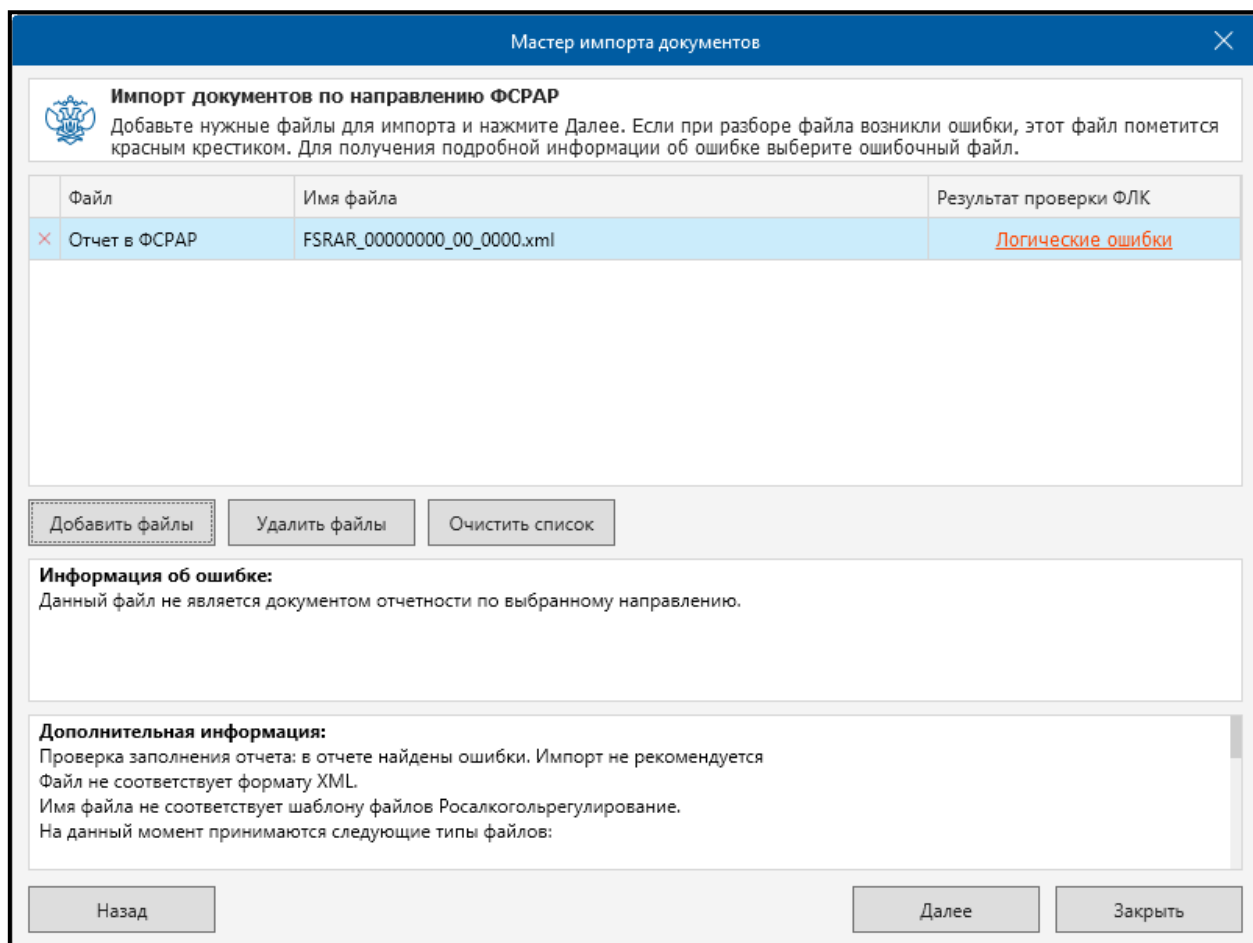 Мастер импорта документов
Импорт документов по направлению ФСРАР
Добавьте нужные файлы для импорта и нажмите Далее. Если при разборе файла возникли ошибки, этот файл пометится
красным крестиком. Для получения подробной информации об ошибке выберите ошибочный файл.
Файл Имя файла Результат проверки ФЛК
Отчет в ФСРАР FSRAR_00000000_00_0000.xml Логические ошибки
Добавить файлы Удалить файлы Очистить список
Информация об ошибке:
Данный файл не является документом отчетности по выбранному направлению.
Дополнительная информация:
Проверка заполнения отчета: в отчете найдены ошибки. Импорт не рекомендуется
Файл не соответствует формату XML.
Имя файла не соответствует шаблону файлов Росалкогольрегулирование.
На данный момент принимаются следующие типы файлов:
Назад Далее Закрыть